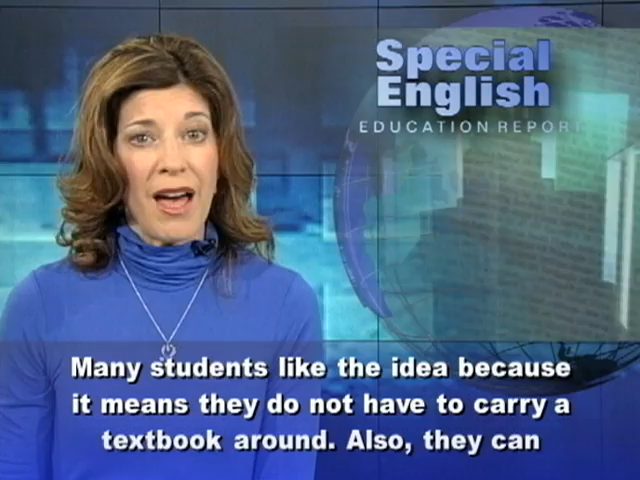 Special
English
EDUCATION REPORT
Many students like the idea because
it means they do not have to carry a
textbook around. Also, they can